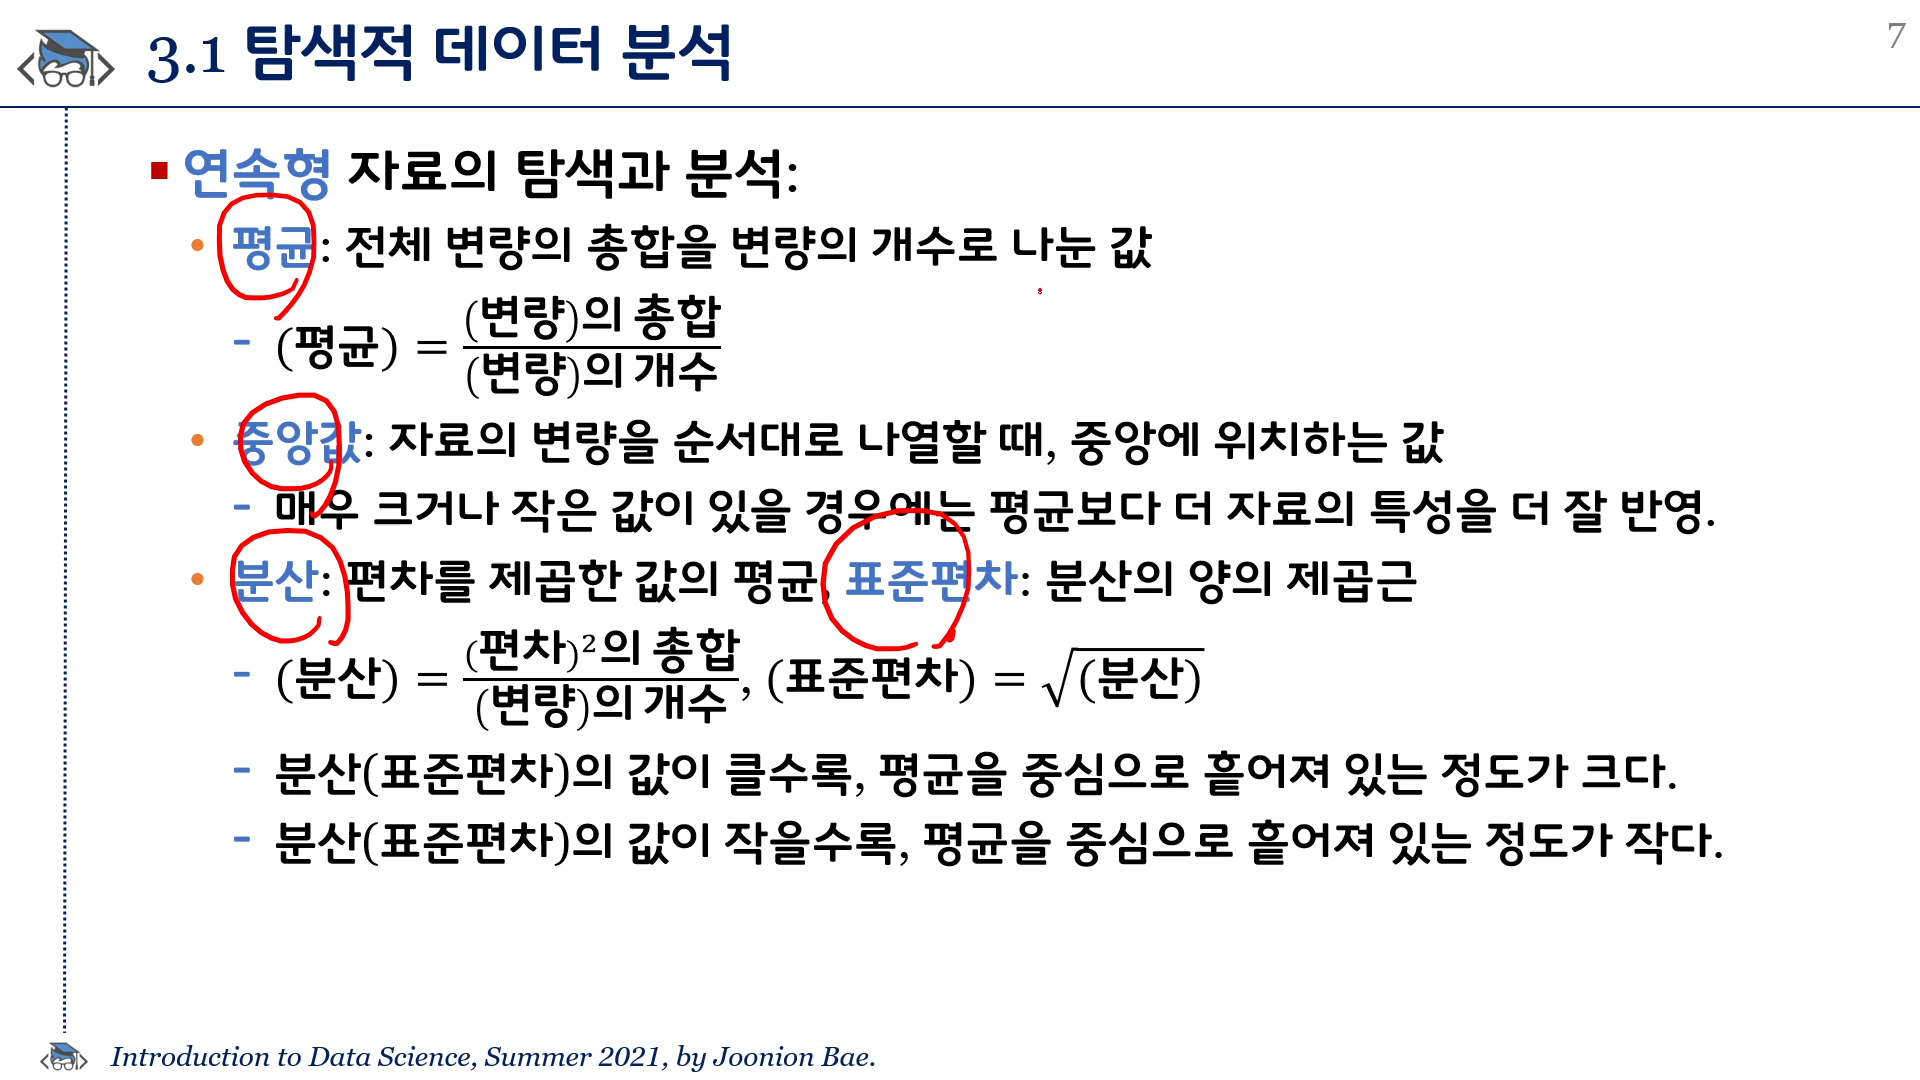 3.1 탐색적 데이터 분석
7
연속형 자료의 탐색과 분석:
평균: 전체 변량의 총합을 변량의 개수로 나눈 값
(평균) = (변량)의 총합 / (변량)의 개수
중앙값: 자료의 변량을 순서대로 나열할 때, 중앙에 위치하는 값
매우 크거나 작은 값이 있을 경우에는 평균보다 더 자료의 특성을 더 잘 반영.
분산: 편차를 제곱한 값의 평균, 표준편차: 분산의 양의 제곱근
(분산) = (편차)²의 총합 / (변량)의 개수, (표준편차) = √(분산)
분산(표준편차)의 값이 클수록, 평균을 중심으로 흩어져 있는 정도가 크다.
분산(표준편차)의 값이 작을수록, 평균을 중심으로 흩어져 있는 정도가 작다.
Introduction to Data Science, Summer 2021, by Joonion Bae.